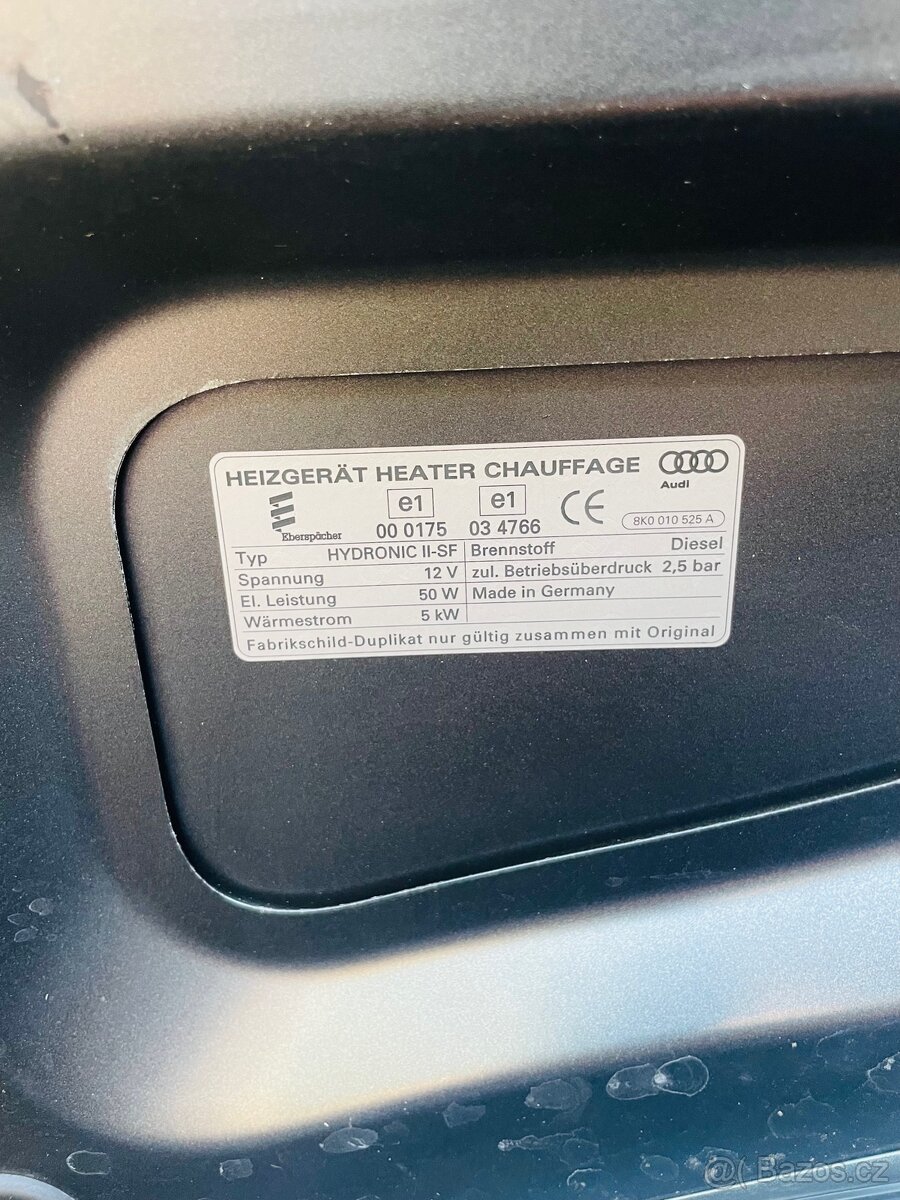 HEIZGERÄT HEATER CHAUFFAGE
Audi
Eberspächer
e1 e1 CE
00 0175 03 4766
8K0 010 525 A
Typ HYDRONIC II-SF Brennstoff Diesel
Spannung 12 V zul. Betriebsüberdruck 2,5 bar
El. Leistung 50 W Made in Germany
Wärmestrom 5 kW
Fabrikschild-Duplikat nur gültig zusammen mit Original
@ Bazos.cz